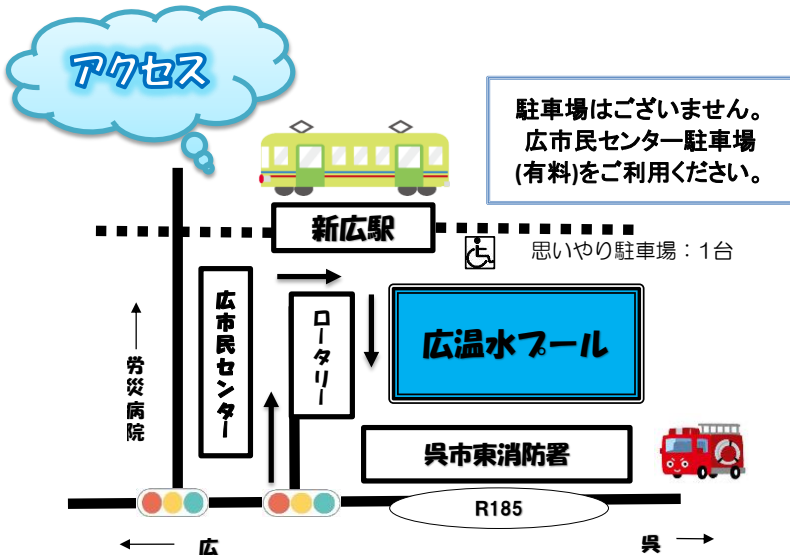 アクセス
駐車場はございません。
広市民センター駐車場
(有料)をご利用ください。
新広駅
思いやり駐車場：1台
広市民センター
ロータリー
広温水プール
労災病院
呉市東消防署
R185
広
呉